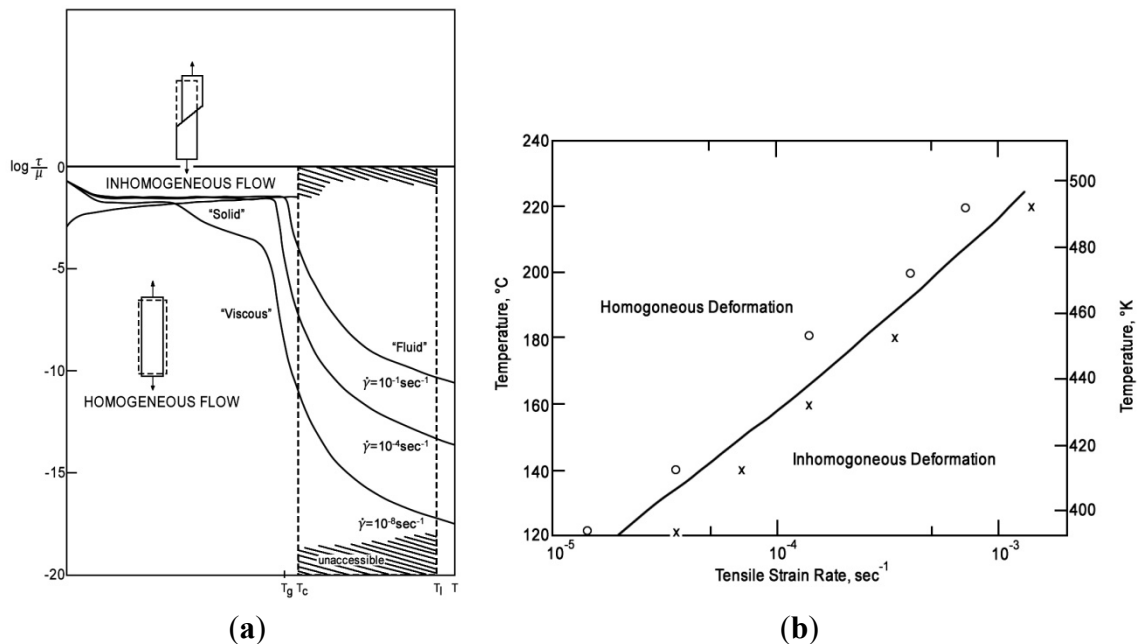 log τ/μ
0
-5
-10
-15
-20
INHOMOGENEOUS FLOW
"Solid"
"Viscous"
"Fluid"
γ̇=10⁻¹sec⁻¹
HOMOGENEOUS FLOW
γ̇=10⁻⁴sec⁻¹
γ̇=10⁻⁸sec⁻¹
unaccessible
Tg Tc Tl T
(a)
240
220
200
180
160
140
120
Temperature, °C
500
480
460
440
420
400
Temperature, °K
Homogoneous Deformation
Inhomogoneous Deformation
10⁻⁵ 10⁻⁴ 10⁻³
Tensile Strain Rate, sec⁻¹
(b)